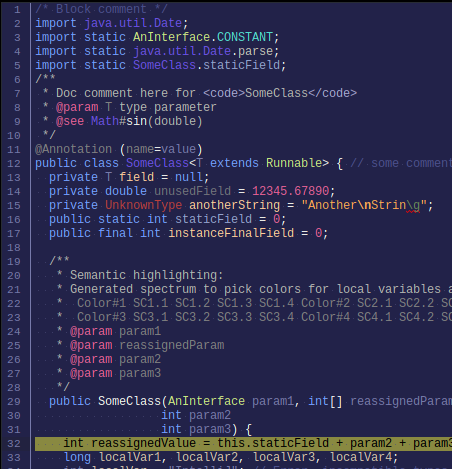 1 /* Block comment */
2 import java.util.Date;
3 import static AnInterface.CONSTANT;
4 import static java.util.Date.parse;
5 import static SomeClass.staticField;
6 /**
7 * Doc comment here for <code>SomeClass</code>
8 * @param T type parameter
9 * @see Math#sin(double)
10 */
11 @Annotation (name=value)
12 public class SomeClass<T extends Runnable> { // some comment
13 private T field = null;
14 private double unusedField = 12345.67890;
15 private UnknownType anotherString = "Another\nStrin\g";
16 public static int staticField = 0;
17 public final int instanceFinalField = 0;
18
19 /**
20 * Semantic highlighting:
21 * Generated spectrum to pick colors for local variables a
22 * Color#1 SC1.1 SC1.2 SC1.3 SC1.4 Color#2 SC2.1 SC2.2 SC
23 * Color#3 SC3.1 SC3.2 SC3.3 SC3.4 Color#4 SC4.1 SC4.2 SC
24 * @param param1
25 * @param reassignedParam
26 * @param param2
27 * @param param3
28 */
29 public SomeClass(AnInterface param1, int[] reassignedParam
30 int param2
31 int param3) {
32 int reassignedValue = this.staticField + param2 + param3
33 long localVar1, localVar2, localVar3, localVar4;